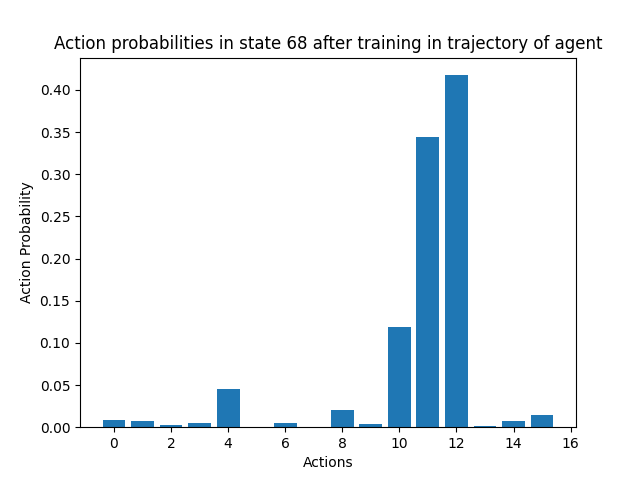 Action probabilities in state 68 after training in trajectory of agent
0.40
0.35
0.30
0.25
0.20
0.15
0.10
0.05
0.00
Action Probability
0 2 4 6 8 10 12 14 16
Actions